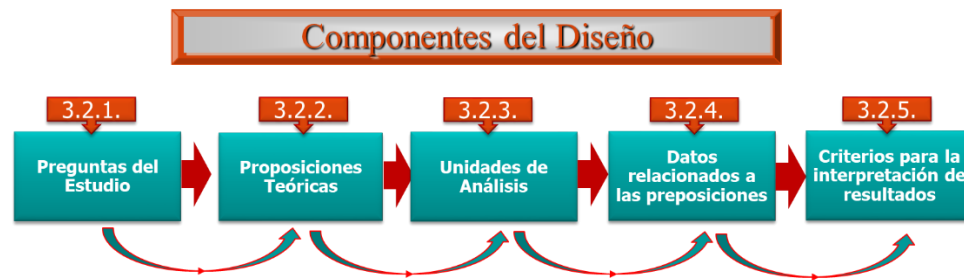 Componentes del Diseño
3.2.1.
3.2.2.
3.2.3.
3.2.4.
3.2.5.
Preguntas del
Estudio
Proposiciones
Teóricas
Unidades de
Análisis
Datos
relacionados a
las preposiciones
Criterios para la
interpretación de
resultados